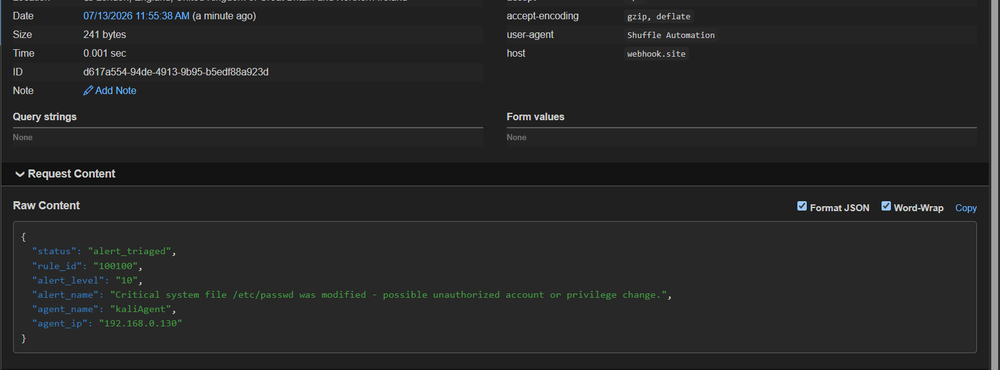 Date 07/13/2026 11:55:38 AM (a minute ago)
Size 241 bytes
Time 0.001 sec
ID d617a554-94de-4913-9b95-b5edf88a923d
Note Add Note
accept-encoding gzip, deflate
user-agent Shuffle Automation
host webhook.site
Query strings
None
Form values
None
Request Content
Raw Content
Format JSON Word-Wrap Copy
{
"status": "alert_triaged",
"rule_id": "100100",
"alert_level": "10",
"alert_name": "Critical system file /etc/passwd was modified - possible unauthorized account or privilege change.",
"agent_name": "kaliAgent",
"agent_ip": "192.168.0.130"
}